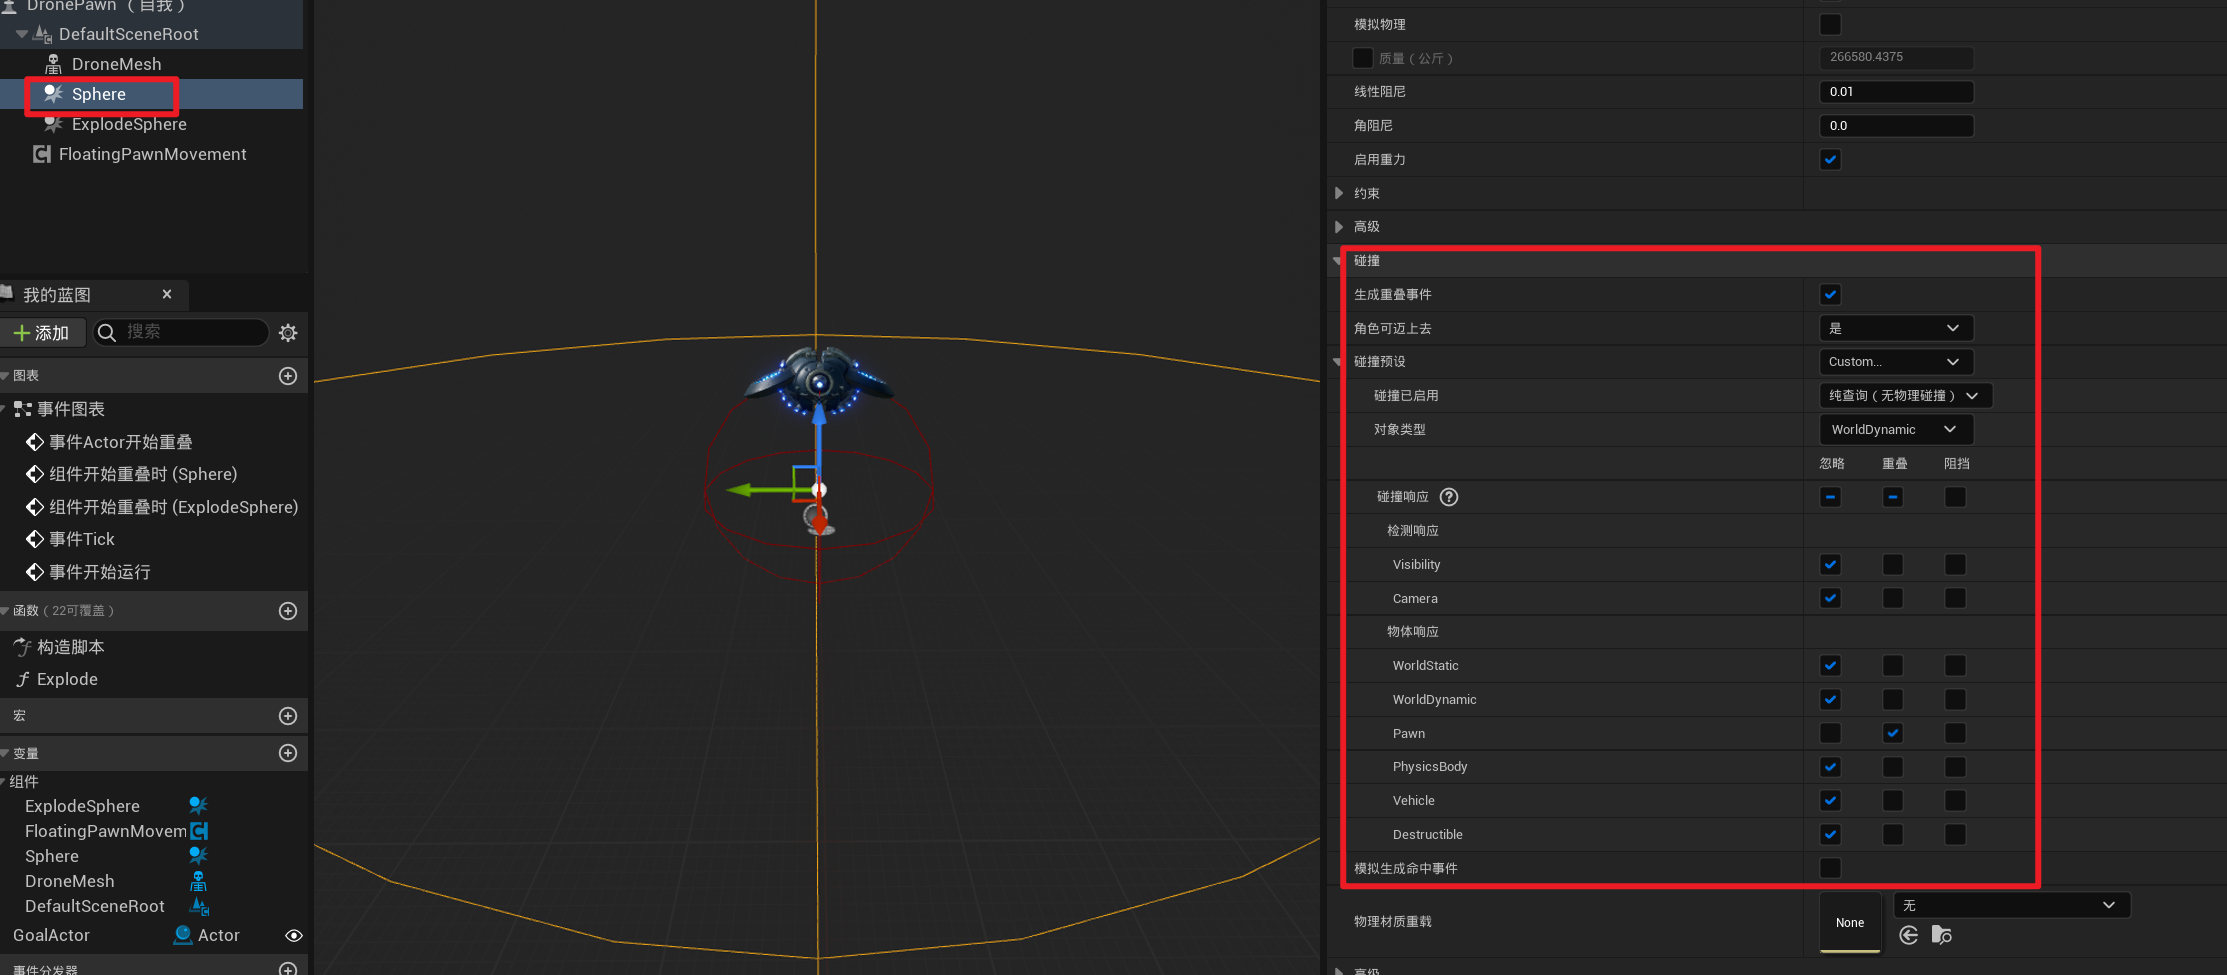 DronePawn （自我）
DefaultSceneRoot
DroneMesh
Sphere
ExplodeSphere
FloatingPawnMovement
我的蓝图
添加
搜索
图表
事件图表
事件Actor开始重叠
组件开始重叠时 (Sphere)
组件开始重叠时 (ExplodeSphere)
事件Tick
事件开始运行
函数（22可覆盖）
构造脚本
Explode
宏
变量
组件
ExplodeSphere
FloatingPawnMovem
Sphere
DroneMesh
DefaultSceneRoot
GoalActor Actor
事件分发器
模拟物理
质量（公斤） 266580.4375
线性阻尼 0.01
角阻尼 0.0
启用重力
约束
高级
碰撞
生成重叠事件
角色可迈上去 是
碰撞预设 Custom...
碰撞已启用 纯查询（无物理碰撞）
对象类型 WorldDynamic
忽略 重叠 阻挡
碰撞响应
检测响应
Visibility
Camera
物体响应
WorldStatic
WorldDynamic
Pawn
PhysicsBody
Vehicle
Destructible
模拟生成命中事件
物理材质重载 None 无
高级